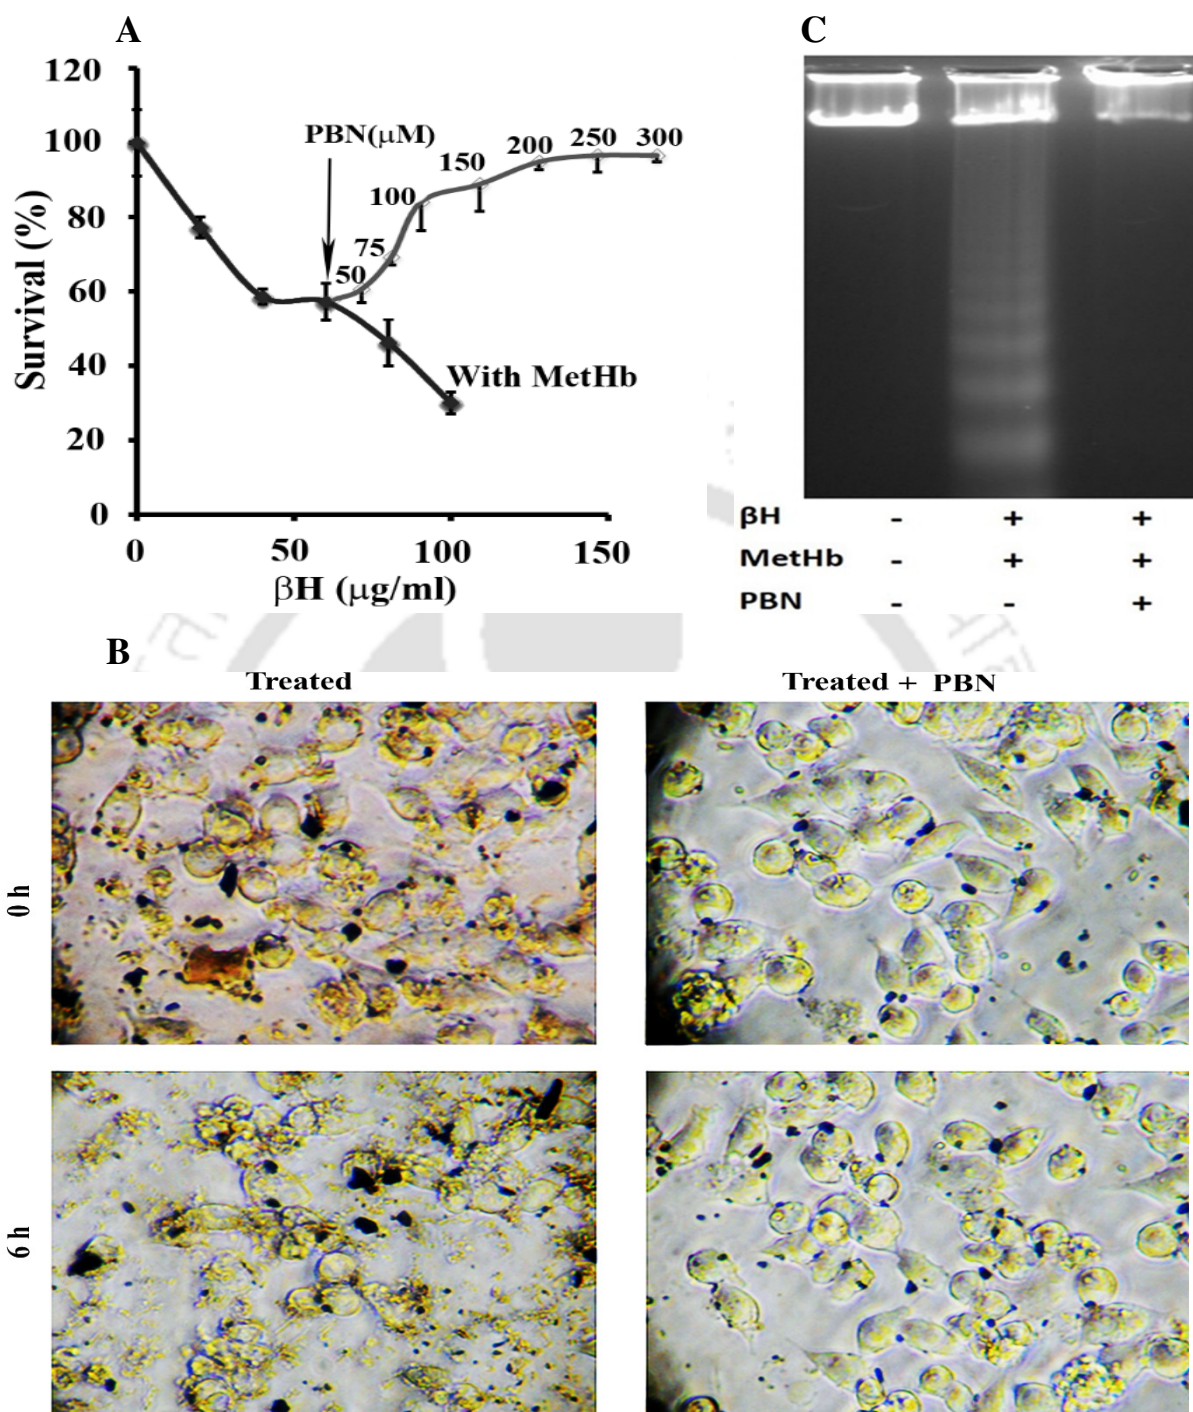 A
120
100
80
60
40
20
0
Survival (%)
PBN(μM)
50
75
100
150
200
250
300
With MetHb
0
50
100
150
βH (μg/ml)
C
βH - + +
MetHb - + +
PBN - - +
B
Treated
Treated + PBN
0 h
6 h